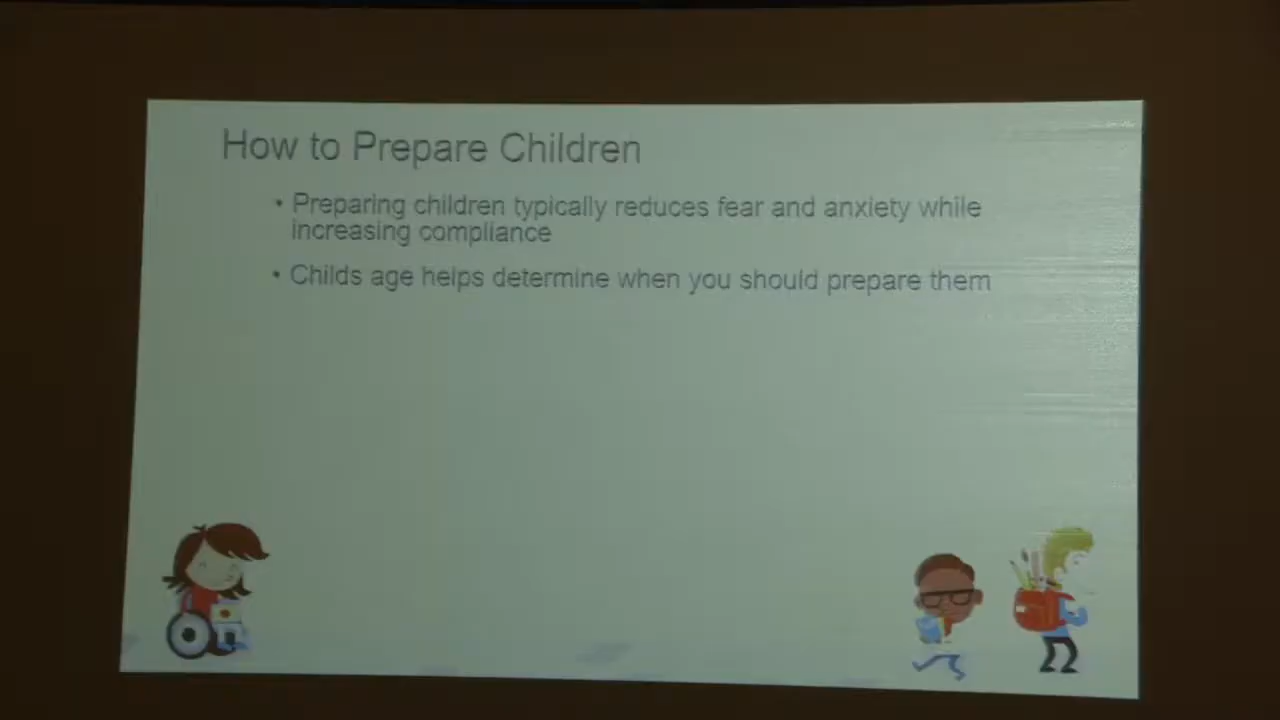 How to Prepare Children
• Preparing children typically reduces fear and anxiety while
increasing compliance
• Childs age helps determine when you should prepare them